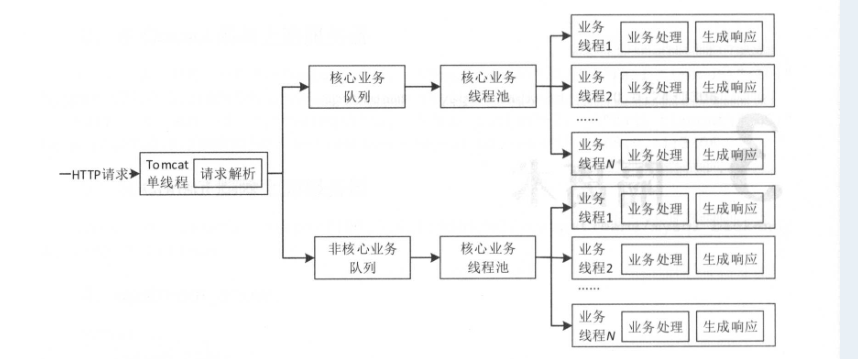 HTTP请求
Tomcat
单线程
请求解析
核心业务
队列
核心业务
线程池
业务
线程1
业务处理
生成响应
业务
线程2
业务处理
生成响应
……
业务
线程N
业务处理
生成响应
非核心业务
队列
核心业务
线程池
业务
线程1
业务处理
生成响应
业务
线程2
业务处理
生成响应
……
业务
线程N
业务处理
生成响应